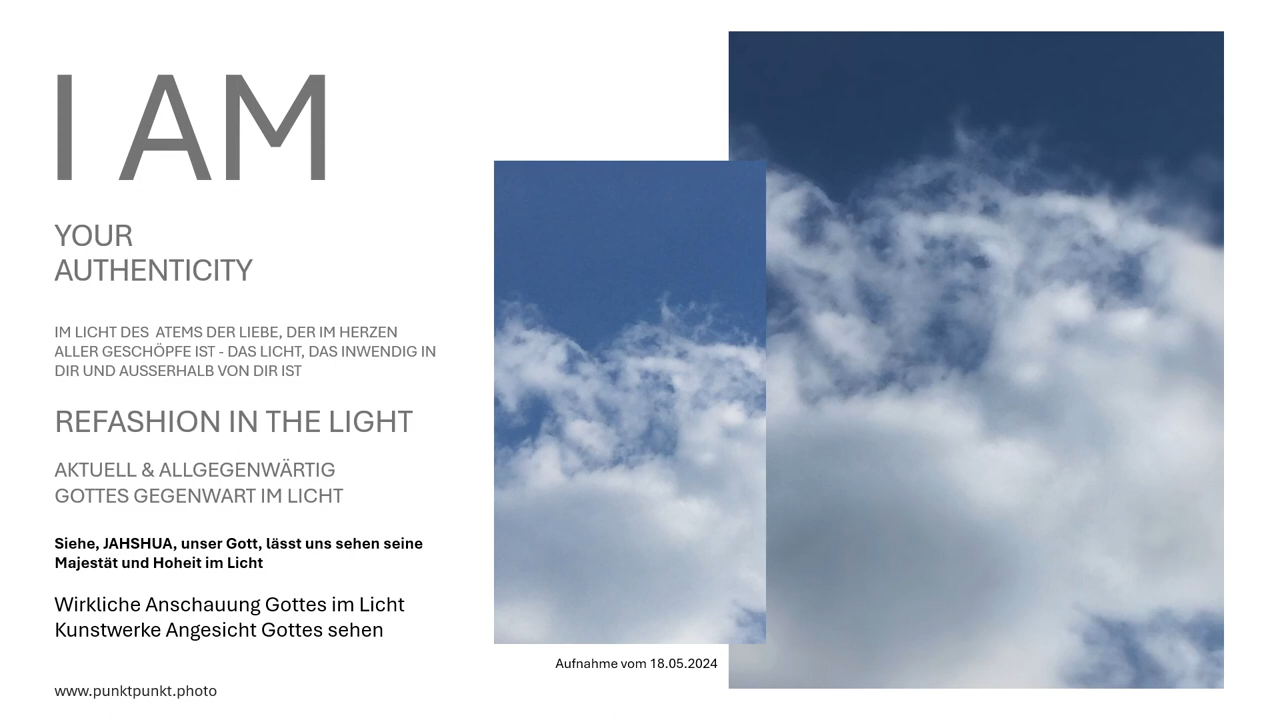 I AM
YOUR
AUTHENTICITY
IM LICHT DES  ATEMS DER LIEBE, DER IM HERZEN
ALLER GESCHÖPFE IST - DAS LICHT, DAS INWENDIG IN
DIR UND AUSSERHALB VON DIR IST
REFASHION IN THE LIGHT
AKTUELL & ALLGEGENWÄRTIG
GOTTES GEGENWART IM LICHT
Siehe, JAHSHUA, unser Gott, lässt uns sehen seine
Majestät und Hoheit im Licht
Wirkliche Anschauung Gottes im Licht
Kunstwerke Angesicht Gottes sehen
Aufnahme vom 18.05.2024
www.punktpunkt.photo